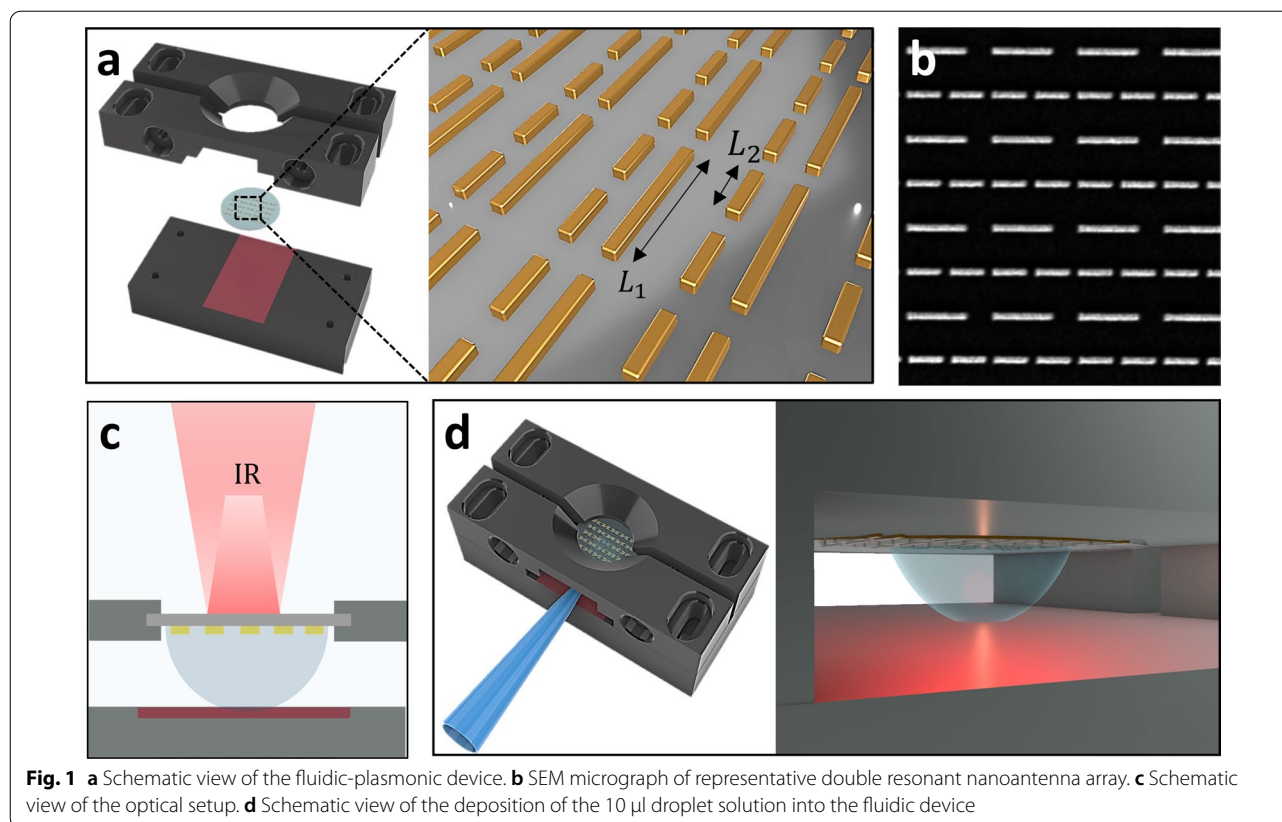 a
L₂
L₁
b
c
IR
d
Fig. 1 a Schematic view of the fluidic-plasmonic device. b SEM micrograph of representative double resonant nanoantenna array. c Schematic
view of the optical setup. d Schematic view of the deposition of the 10 µl droplet solution into the fluidic device